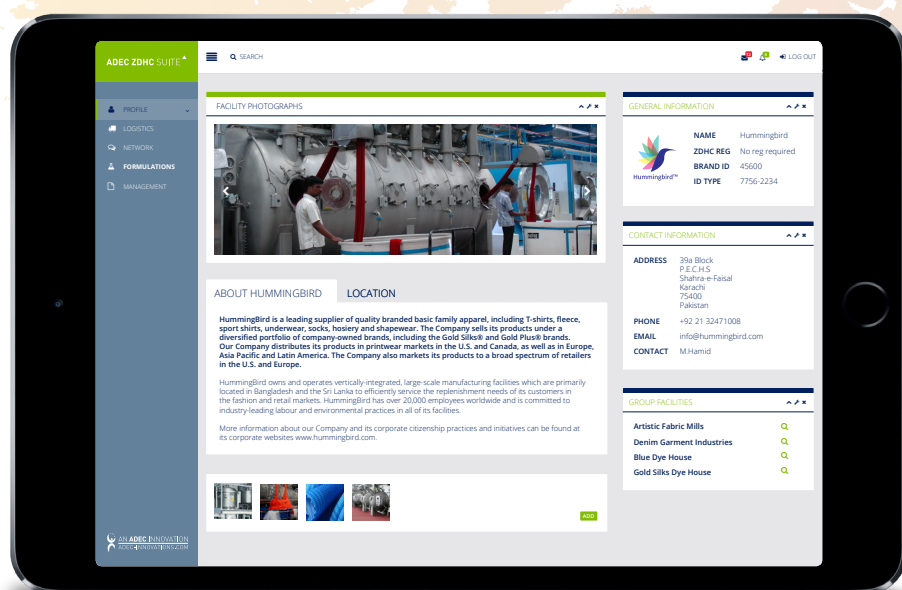 ADEC ZDHC SUITE
SEARCH
LOG OUT
PROFILE
LOGISTICS
NETWORK
FORMULATIONS
MANAGEMENT
AN ADEC INNOVATION
ADEC-INNOVATIONS.COM
FACILITY PHOTOGRAPHS
ABOUT HUMMINGBIRD
LOCATION
HummingBird is a leading supplier of quality branded basic family apparel, including T-shirts, fleece,
sport shirts, underwear, socks, hosiery and shapewear. The Company sells its products under a
diversified portfolio of company-owned brands, including the Gold Silks® and Gold Plus® brands.
Our Company distributes its products in printwear markets in the U.S. and Canada, as well as in Europe,
Asia Pacific and Latin America. The Company also markets its products to a broad spectrum of retailers
in the U.S. and Europe.
HummingBird owns and operates vertically-integrated, large-scale manufacturing facilities which are primarily
located in Bangladesh and the Sri Lanka to efficiently service the replenishment needs of its customers in
the fashion and retail markets. HummingBird has over 20,000 employees worldwide and is committed to
industry-leading labour and environmental practices in all of its facilities.
More information about our Company and its corporate citizenship practices and initiatives can be found at
its corporate websites www.hummingbird.com.
ADD
GENERAL INFORMATION
Hummingbird™
NAME Hummingbird
ZDHC REG No reg required
BRAND ID 45600
ID TYPE 7756-2234
CONTACT INFORMATION
ADDRESS 39a Block
P.E.C.H.S
Shahra-e-Faisal
Karachi
75400
Pakistan
PHONE +92 21 32471008
EMAIL info@hummingbird.com
CONTACT M.Hamid
GROUP FACILITIES
Artistic Fabric Mills
Denim Garment Industries
Blue Dye House
Gold Silks Dye House